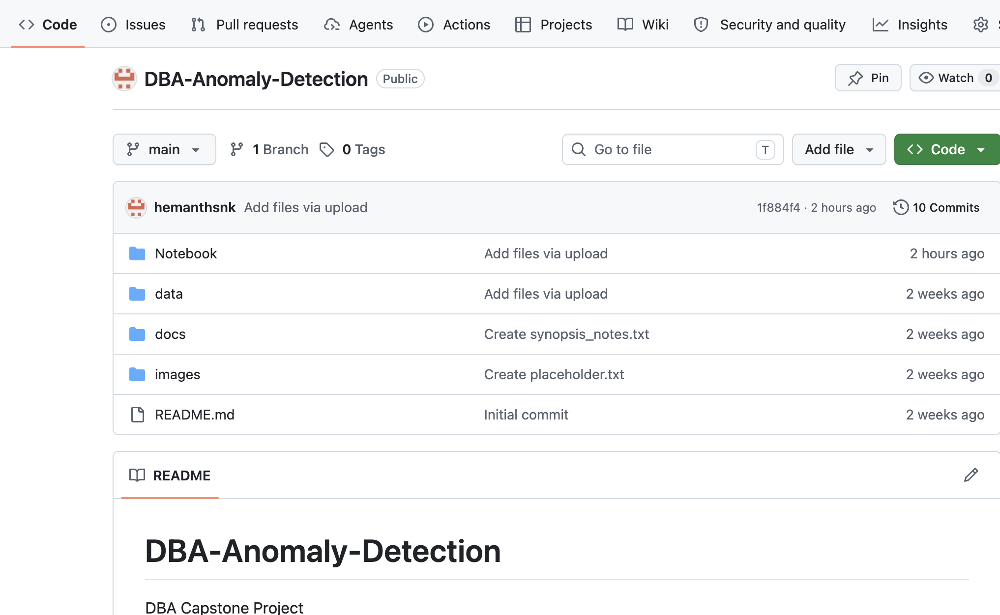 Code Issues Pull requests Agents Actions Projects Wiki Security and quality Insights
DBA-Anomaly-Detection Public Pin Watch 0
main 1 Branch 0 Tags Go to file T Add file Code
hemanthsnk Add files via upload 1f884f4 · 2 hours ago 10 Commits
Notebook Add files via upload 2 hours ago
data Add files via upload 2 weeks ago
docs Create synopsis_notes.txt 2 weeks ago
images Create placeholder.txt 2 weeks ago
README.md Initial commit 2 weeks ago
README
DBA-Anomaly-Detection
DBA Capstone Project